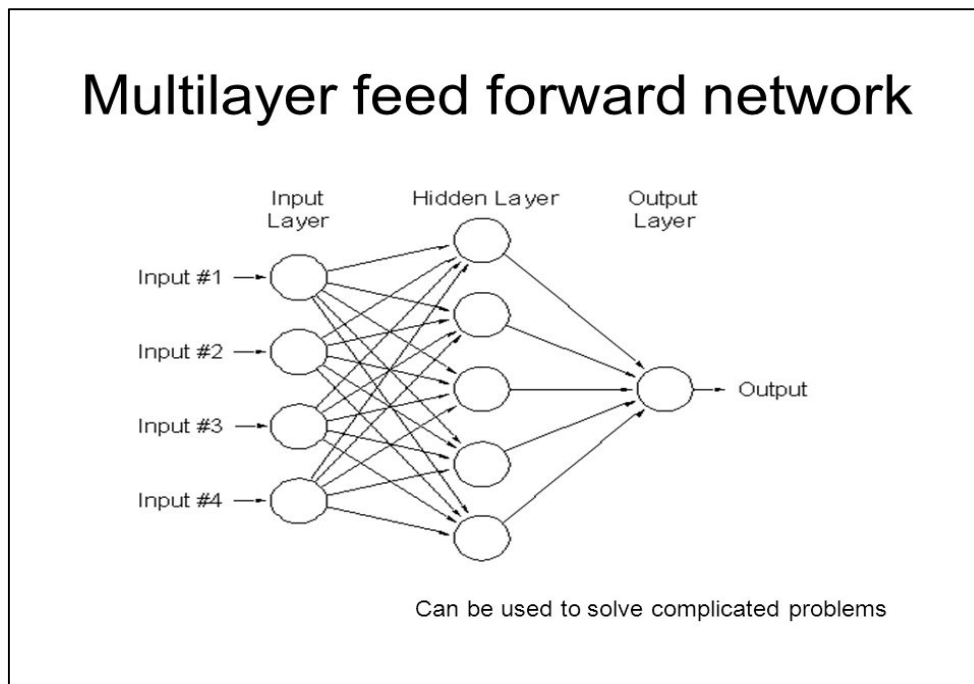 Multilayer feed forward network
Input
Layer
Hidden Layer
Output
Layer
Input #1
Input #2
Input #3
Input #4
Output
Can be used to solve complicated problems